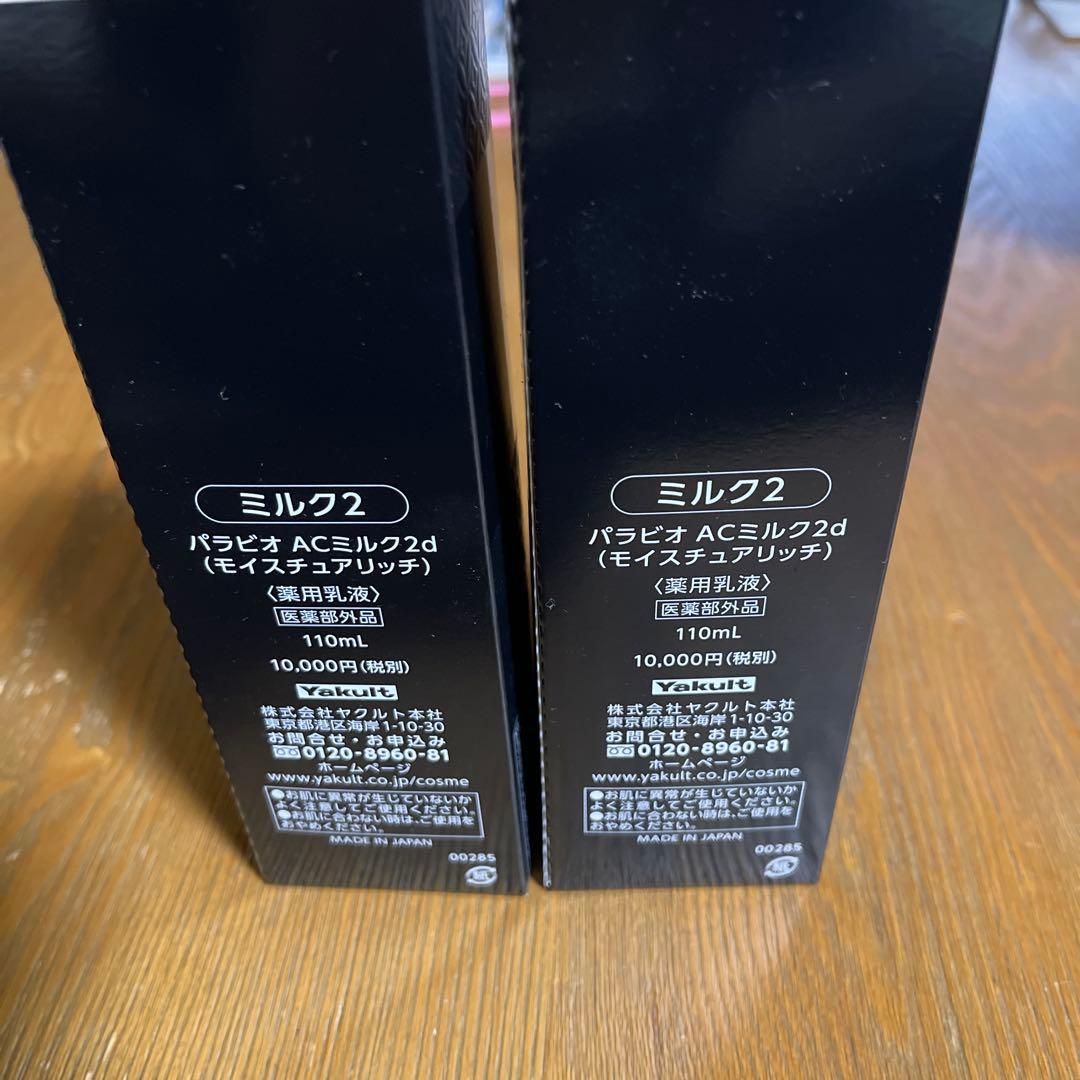 ミルク2
パラビオ ACミルク2d
（モイスチュアリッチ）
〈薬用乳液〉
医薬部外品
110mL
10,000円（税別）
Yakult
株式会社ヤクルト本社
東京都港区海岸1-10-30
お問合せ・お申込み
0120-8960-81
ホームページ
www.yakult.co.jp/cosme
●お肌に異常が生じていないか
よく注意してご使用ください。
●お肌に合わない時は、ご使用を
おやめください。
MADE IN JAPAN
00285
紙
ミルク2
パラビオ ACミルク2d
（モイスチュアリッチ）
〈薬用乳液〉
医薬部外品
110mL
10,000円（税別）
Yakult
株式会社ヤクルト本社
東京都港区海岸1-10-30
お問合せ・お申込み
0120-8960-81
ホームページ
www.yakult.co.jp/cosme
●お肌に異常が生じていないか
よく注意してご使用ください。
●お肌に合わない時は、ご使用を
おやめください。
MADE IN JAPAN
00285
紙